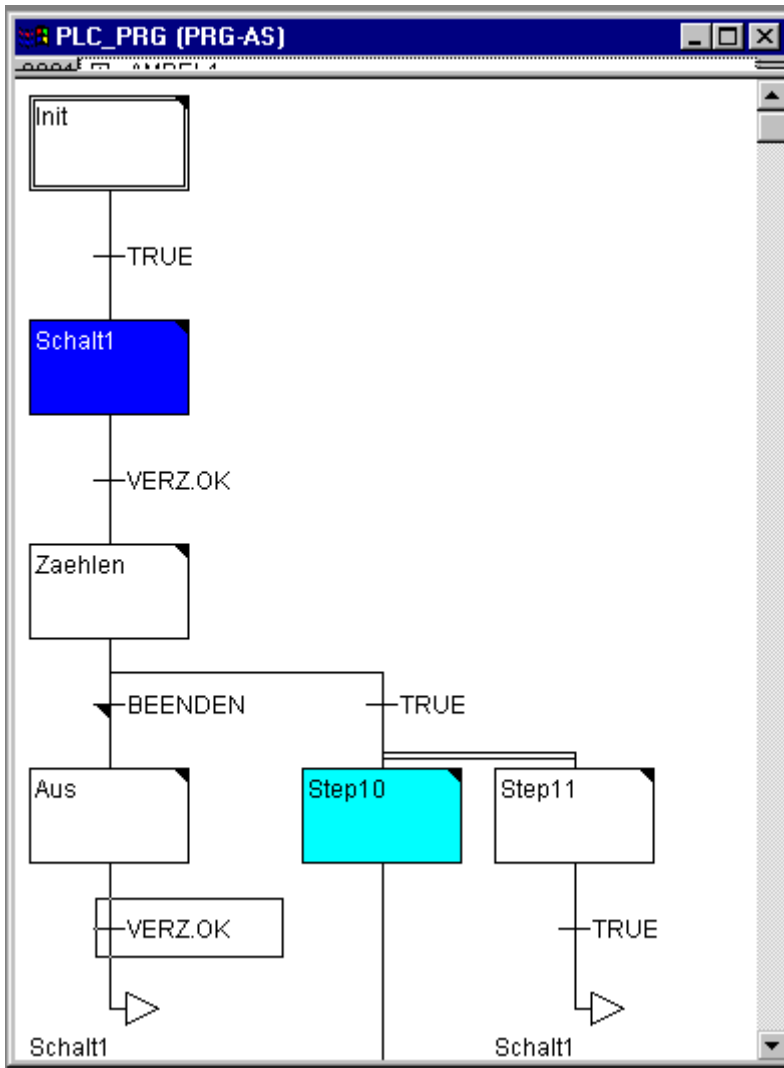 PLC_PRG (PRG-AS)
Init
TRUE
Schalt1
VERZ.OK
Zaehlen
BEENDEN
TRUE
Aus
Step10
Step11
VERZ.OK
TRUE
Schalt1
Schalt1